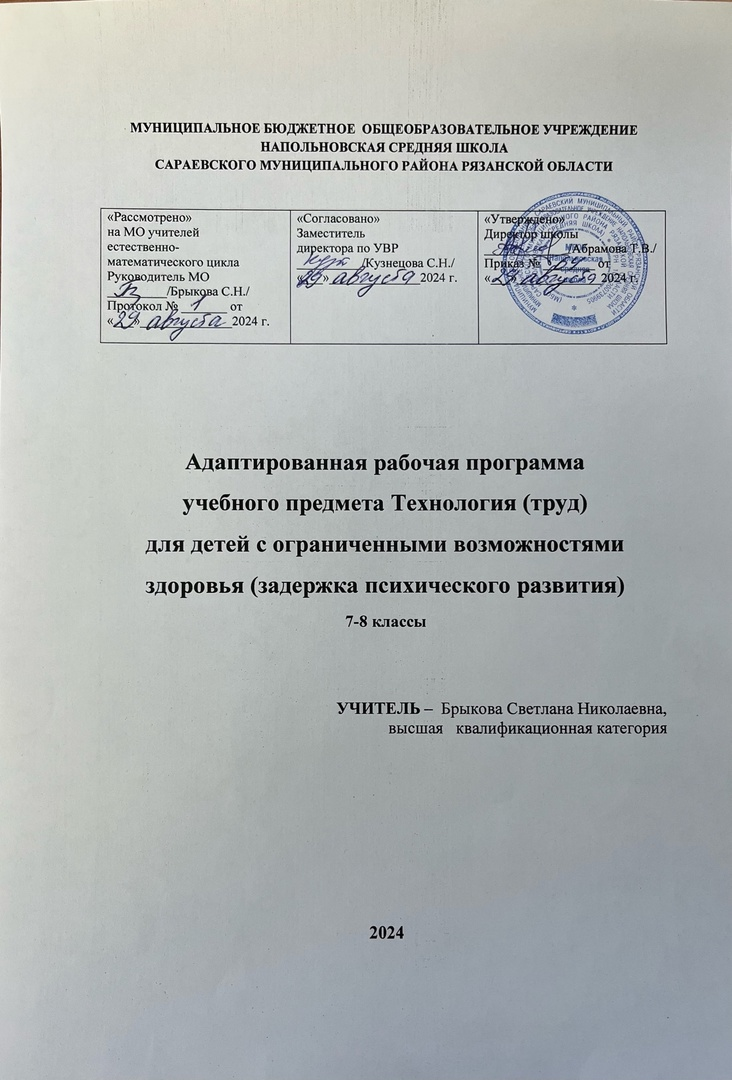 МУНИЦИПАЛЬНОЕ БЮДЖЕТНОЕ ОБЩЕОБРАЗОВАТЕЛЬНОЕ УЧРЕЖДЕНИЕ
НАПОЛЬНОВСКАЯ СРЕДНЯЯ ШКОЛА
САРАЕВСКОГО МУНИЦИПАЛЬНОГО РАЙОНА РЯЗАНСКОЙ ОБЛАСТИ
«Рассмотрено»
на МО учителей
естественно-
математического цикла
Руководитель МО
/Брыкова С.Н./
Протокол № 1 от
«29» августа 2024 г.
«Согласовано»
Заместитель
директора по УВР
/Кузнецова С.Н./
«29» августа 2024 г.
«Утверждено»
Директор школы
/Абрамова Т.В./
Приказ № от
«29» августа 2024 г.
Адаптированная рабочая программа
учебного предмета Технология (труд)
для детей с ограниченными возможностями
здоровья (задержка психического развития)
7-8 классы
УЧИТЕЛЬ – Брыкова Светлана Николаевна,
высшая квалификационная категория
2024